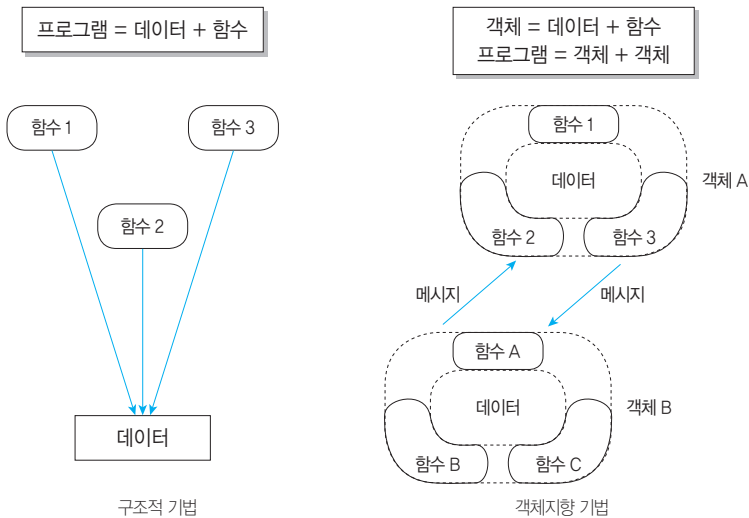 프로그램 = 데이터 + 함수
함수 1
함수 3
함수 2
데이터
구조적 기법
객체 = 데이터 + 함수
프로그램 = 객체 + 객체
함수 1
데이터
객체 A
함수 2
함수 3
메시지
메시지
함수 A
데이터
객체 B
함수 B
함수 C
객체지향 기법